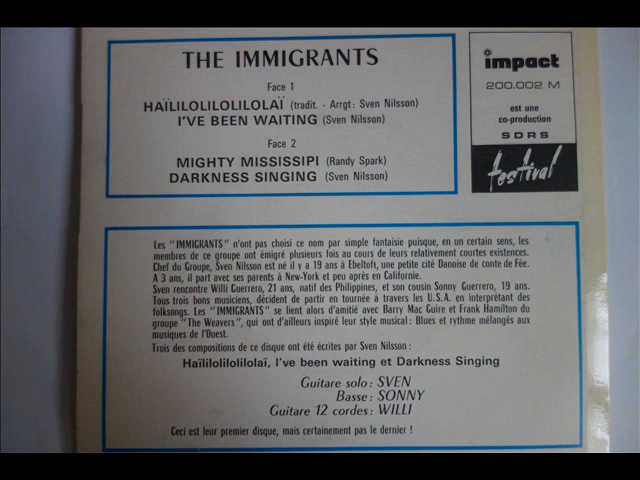 THE IMMIGRANTS
Face 1
HAÏLILOLILOLILOLAÏ (tradit. - Arrgt : Sven Nilsson)
I'VE BEEN WAITING (Sven Nilsson)
Face 2
MIGHTY MISSISSIPI (Randy Spark)
DARKNESS SINGING (Sven Nilsson)
impact
200.002 M
est une
co-production
SDRS
festival
Les "IMMIGRANTS" n'ont pas choisi ce nom par simple fantaisie puisque, en un certain sens, les
membres de ce groupe ont émigré plusieurs fois au cours de leurs relativement courtes existences.
Chef du Groupe, Sven Nilsson est né il y a 19 ans à Ebeltoft, une petite cité Danoise de conte de Fée.
A 3 ans, il part avec ses parents à New-York et peu après en Californie.
Sven rencontre Willi Guerrero, 21 ans, natif des Philippines, et son cousin Sonny Guerrero, 19 ans.
Tous trois bons musiciens, décident de partir en tournée à travers les U.S.A. en interprétant des
folksongs. Les "IMMIGRANTS" se lient alors d'amitié avec Barry Mac Guire et Frank Hamilton du
groupe "The Weavers", qui ont d'ailleurs inspiré leur style musical : Blues et rythme mélangés aux
musiques de l'Ouest.
Trois des compositions de ce disque ont été écrites par Sven Nilsson :
Haïlilolilolilolaï, I've been waiting et Darkness Singing
Guitare solo : SVEN
Basse : SONNY
Guitare 12 cordes : WILLI
Ceci est leur premier disque, mais certainement pas le dernier !